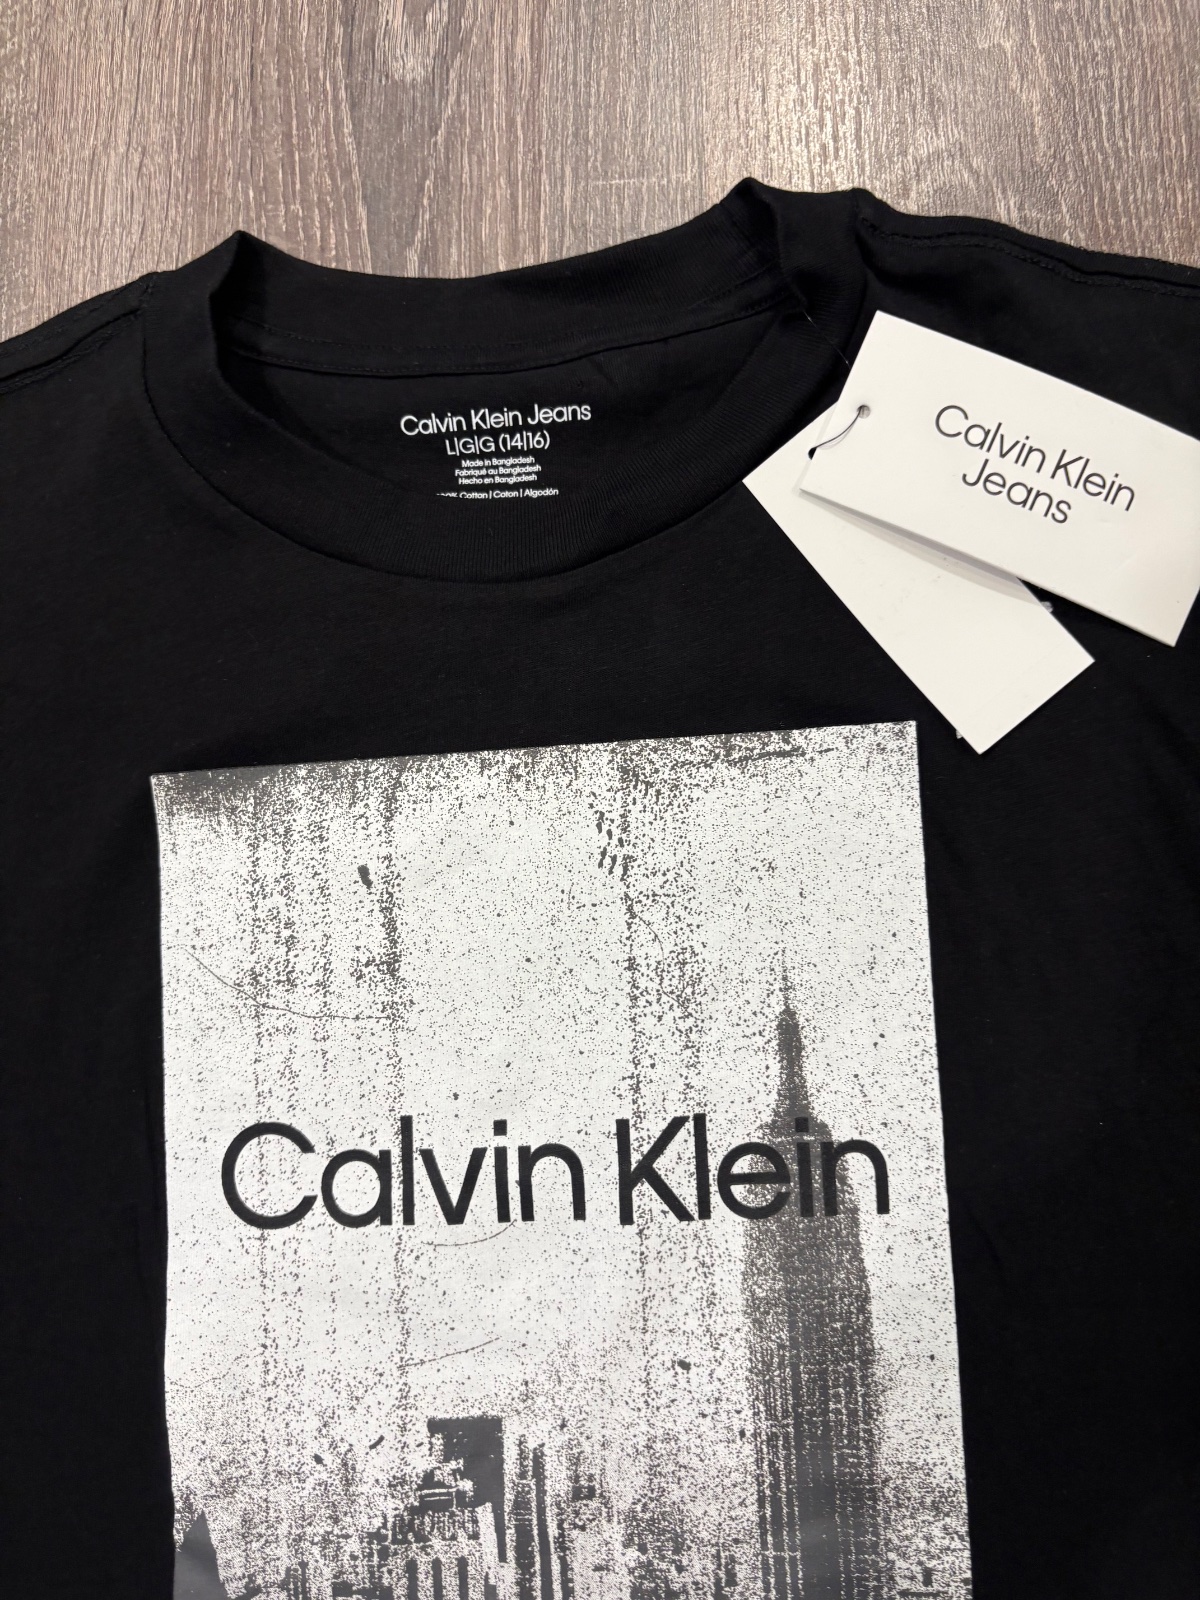 Calvin Klein Jeans
L|G|G (14|16)
Made in Bangladesh
Fabriqué au Bangladesh
Hecho en Bangladesh
Cotton | Coton | Algodón
Calvin Klein
Jeans
Calvin Klein